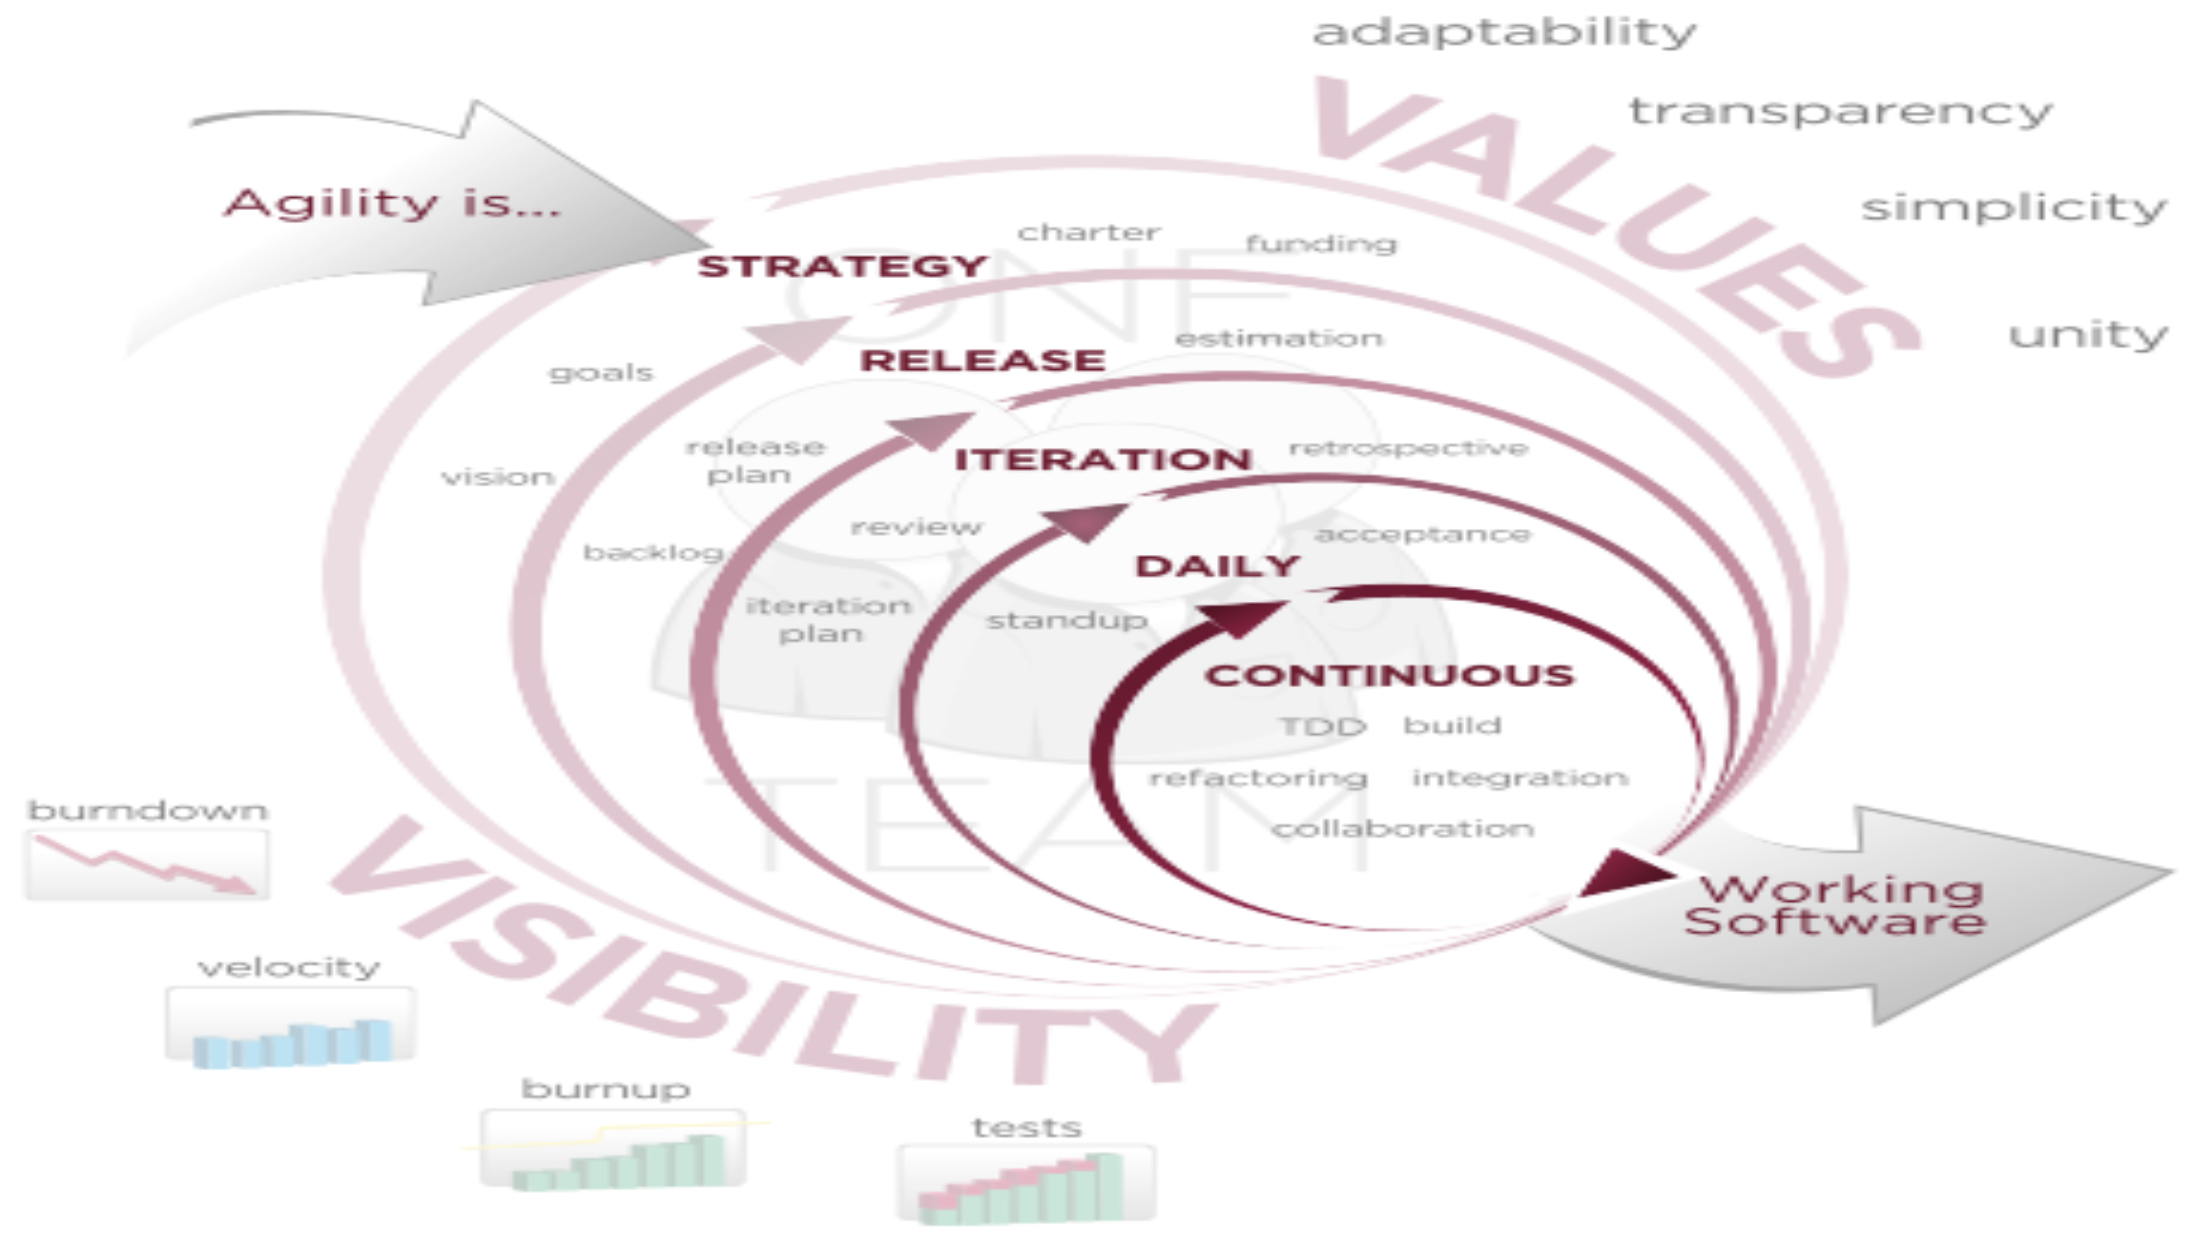 adaptability
VALUES
transparency
simplicity
unity
Agility is...
ONE
STRATEGY
charter
funding
goals
vision
RELEASE
estimation
release
plan
backlog
ITERATION
retrospective
review
iteration
plan
DAILY
acceptance
standup
CONTINUOUS
TDD build
refactoring integration
collaboration
TEAM
Working
Software
VISIBILITY
burndown
velocity
burnup
tests